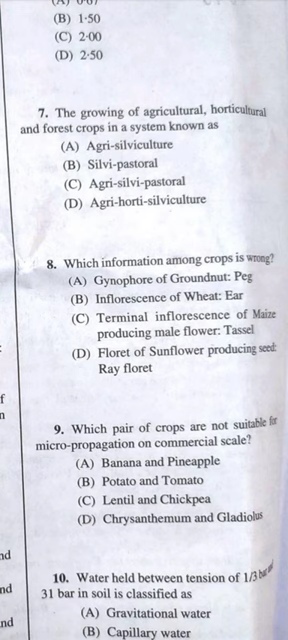 (B) 1·50
(C) 2·00
(D) 2·50
7. The growing of agricultural, horticultural
and forest crops in a system known as
(A) Agri-silviculture
(B) Silvi-pastoral
(C) Agri-silvi-pastoral
(D) Agri-horti-silviculture
8. Which information among crops is wrong?
(A) Gynophore of Groundnut: Peg
(B) Inflorescence of Wheat: Ear
(C) Terminal inflorescence of Maize
producing male flower: Tassel
(D) Floret of Sunflower producing seed:
Ray floret
9. Which pair of crops are not suitable for
micro-propagation on commercial scale?
(A) Banana and Pineapple
(B) Potato and Tomato
(C) Lentil and Chickpea
(D) Chrysanthemum and Gladiolus
10. Water held between tension of 1/3 bar and
31 bar in soil is classified as
(A) Gravitational water
(B) Capillary water